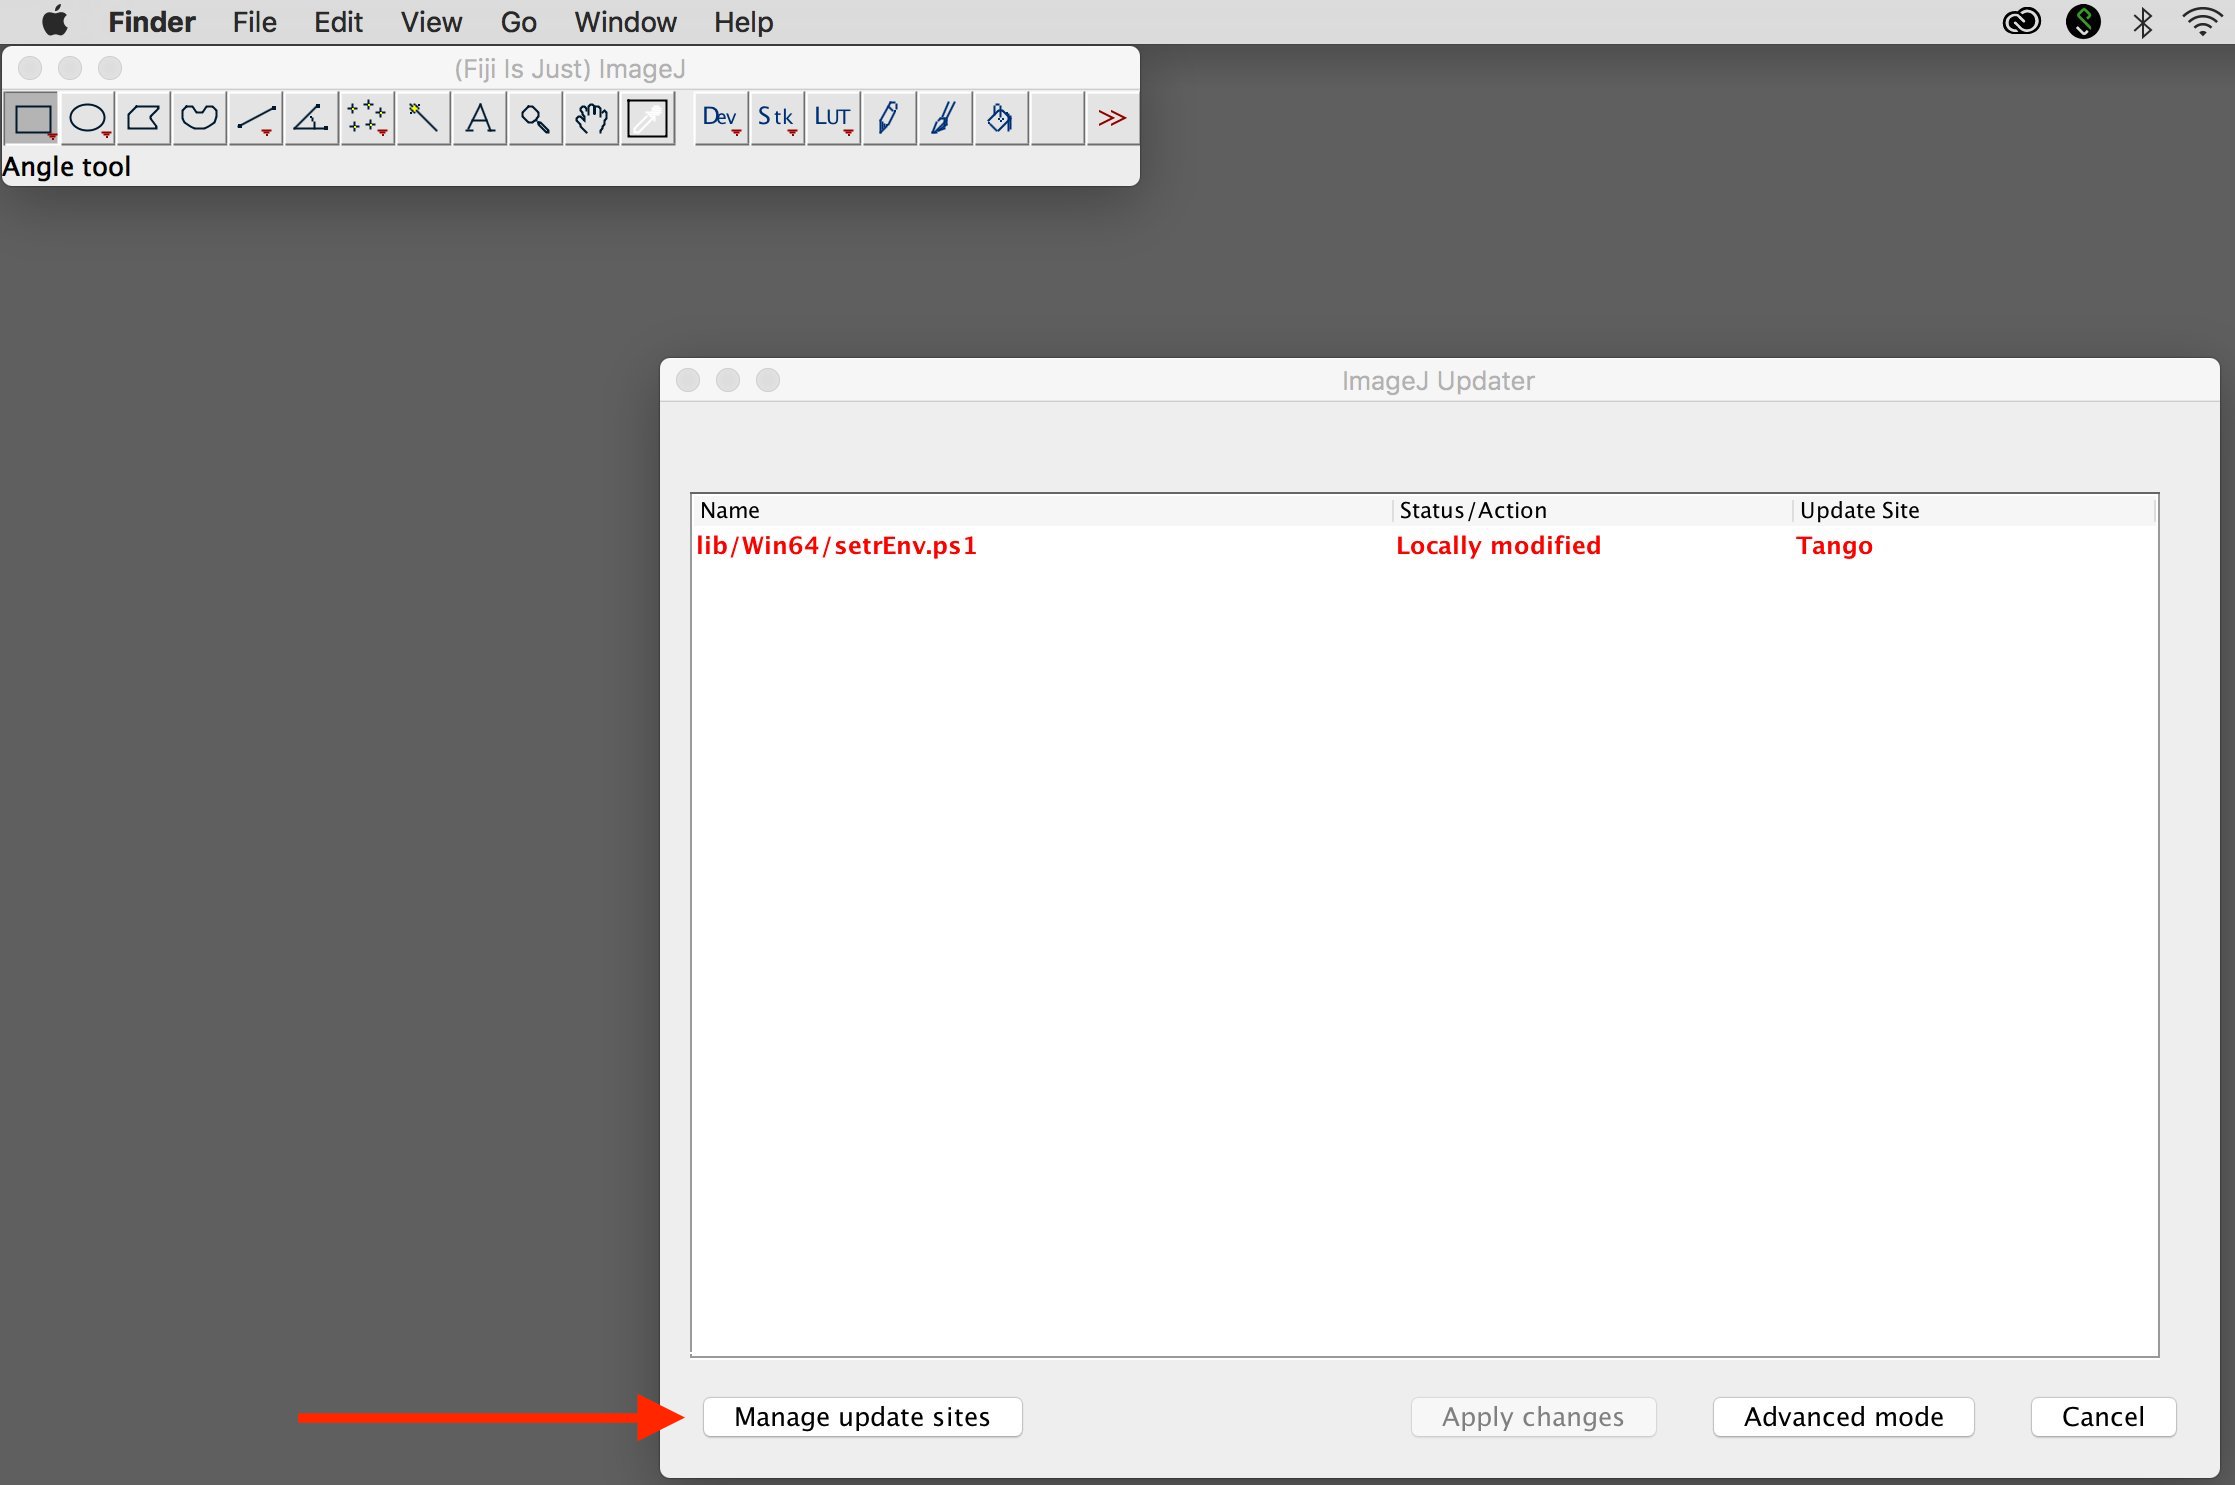 Finder File Edit View Go Window Help
(Fiji Is Just) ImageJ
A Dev Stk LUT >>
Angle tool
ImageJ Updater
Name Status/Action Update Site
lib/Win64/setrEnv.ps1 Locally modified Tango
Manage update sites Apply changes Advanced mode Cancel